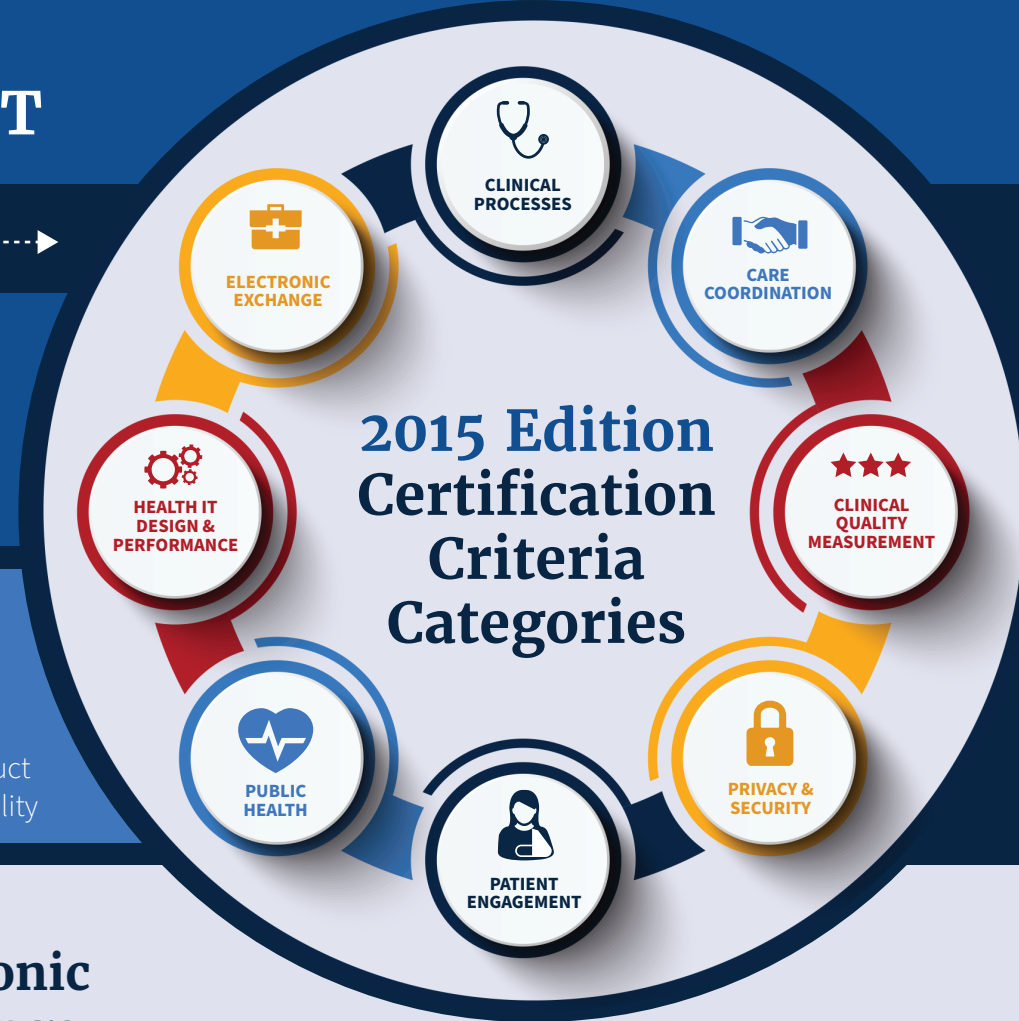 T
CLINICAL
PROCESSES
CARE
COORDINATION
CLINICAL
QUALITY
MEASUREMENT
PRIVACY &
SECURITY
PATIENT
ENGAGEMENT
PUBLIC
HEALTH
HEALTH IT
DESIGN &
PERFORMANCE
ELECTRONIC
EXCHANGE
2015 Edition
Certification
Criteria
Categories
uct
lity
onic